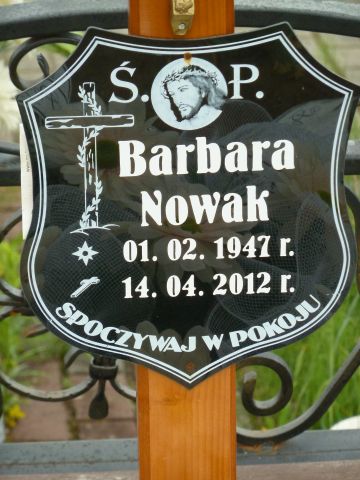 Ś. P.
Barbara
Nowak
01. 02. 1947 r.
14. 04. 2012 r.
SPOCZYWAJ W POKOJU